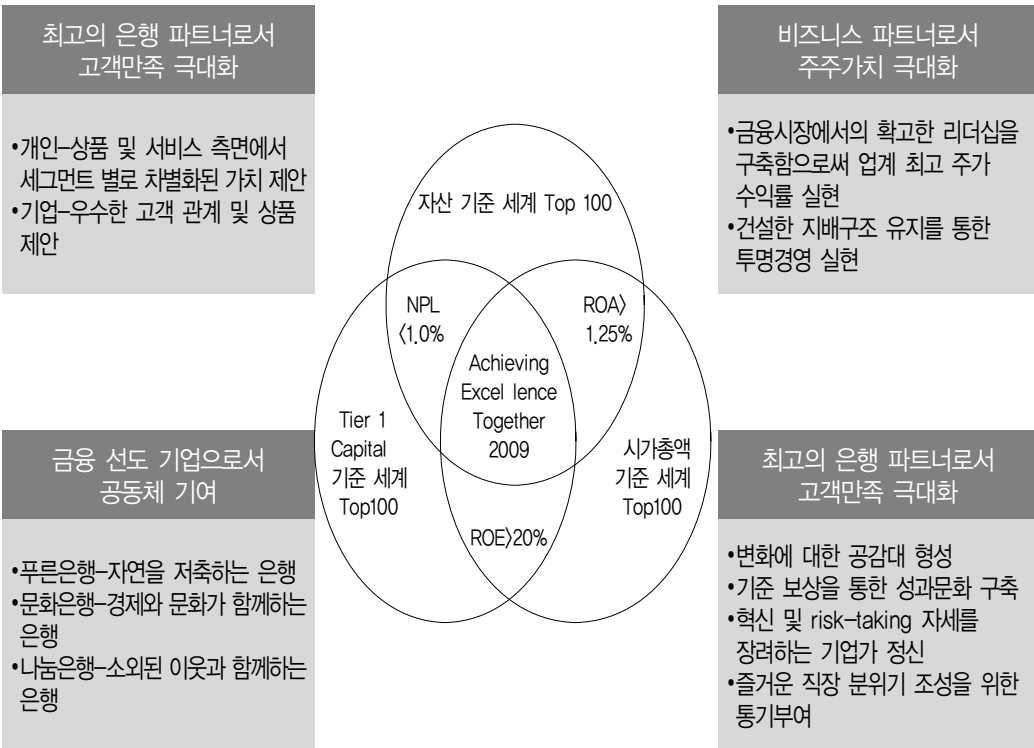 최고의 은행 파트너로서
고객만족 극대화
•개인–상품 및 서비스 측면에서
세그먼트 별로 차별화된 가치 제안
•기업–우수한 고객 관계 및 상품
제안
비즈니스 파트너로서
주주가치 극대화
•금융시장에서의 확고한 리더십을
구축함으로써 업계 최고 주가
수익률 실현
•건설한 지배구조 유지를 통한
투명경영 실현
자산 기준 세계 Top 100
NPL
〈1.0%
ROA〉
1.25%
Achieving
Excel lence
Together
2009
Tier 1
Capital
기준 세계
Top100
시가총액
기준 세계
Top100
ROE〉20%
금융 선도 기업으로서
공동체 기여
•푸른은행–자연을 저축하는 은행
•문화은행–경제와 문화가 함께하는
은행
•나눔은행–소외된 이웃과 함께하는
은행
최고의 은행 파트너로서
고객만족 극대화
•변화에 대한 공감대 형성
•기준 보상을 통한 성과문화 구축
•혁신 및 risk–taking 자세를
장려하는 기업가 정신
•즐거운 직장 분위기 조성을 위한
통기부여